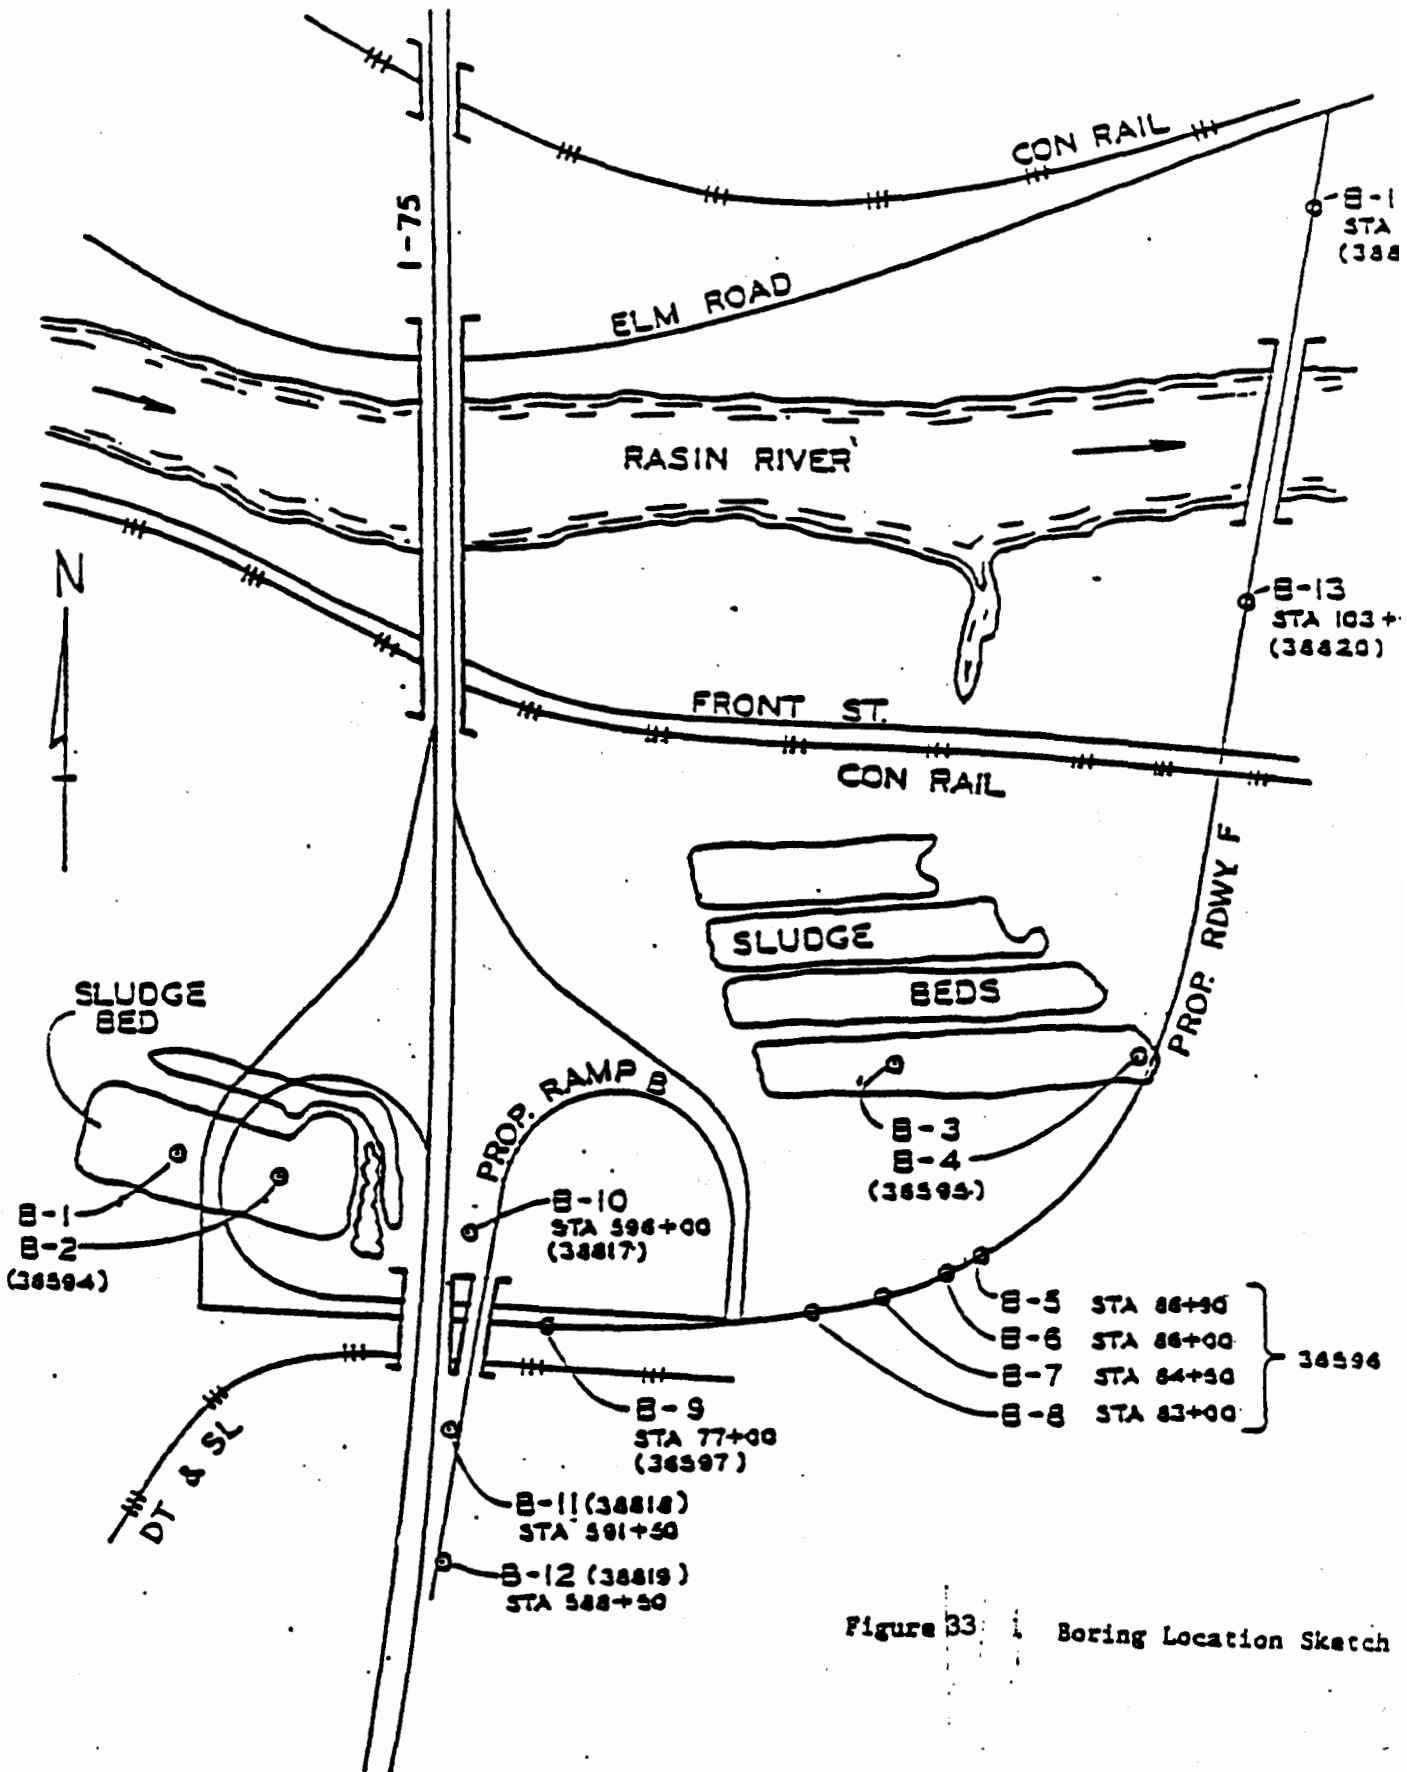 CON RAIL
I-75
B-1
STA
(388
ELM ROAD
RASIN RIVER
N
B-13
STA 103+
(38820)
FRONT ST.
CON RAIL
PROP. RDWY F
SLUDGE
BEDS
SLUDGE
BED
PROP. RAMP B
B-3
B-4
(38595)
B-10
STA 596+00
(38817)
B-1
B-2
(38594)
B-5 STA 86+90
B-6 STA 86+00
B-7 STA 84+50
B-8 STA 83+00
38596
B-9
STA 77+00
(38597)
DT & SL
B-11 (38818)
STA 591+50
B-12 (38819)
STA 588+50
Figure 33 Boring Location Sketch